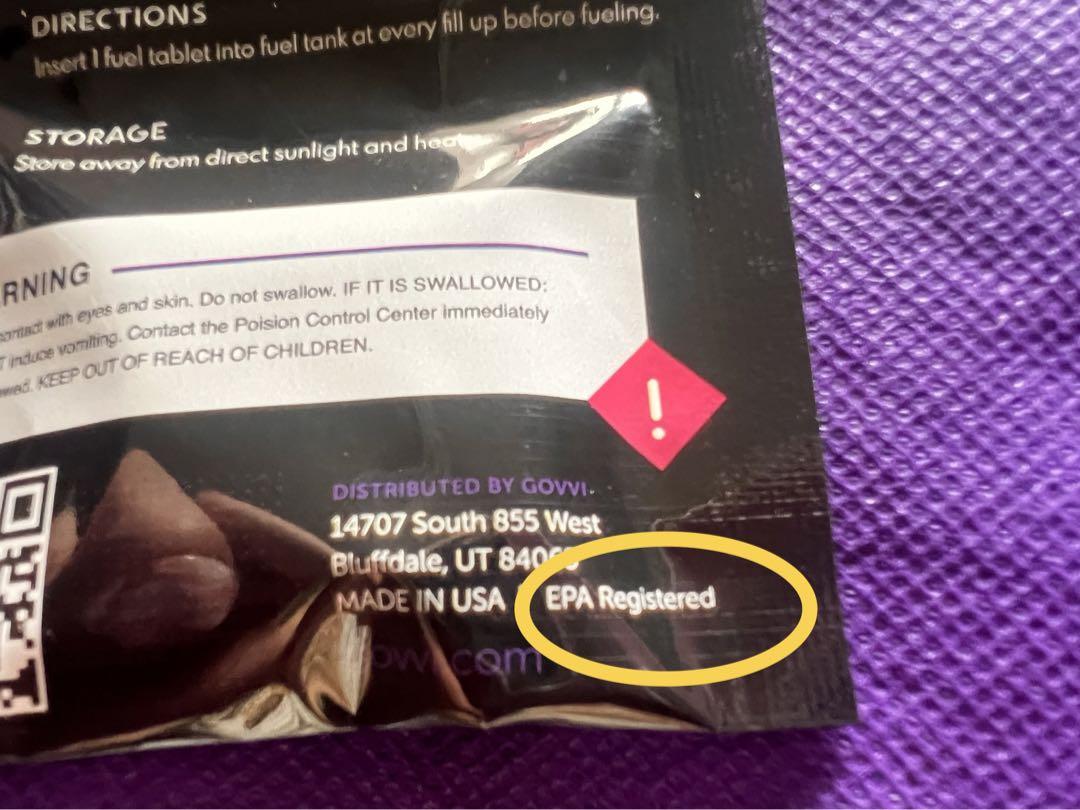 DIRECTIONS
Insert 1 fuel tablet into fuel tank at every fill up before fueling.
STORAGE
Store away from direct sunlight and
RNING
contact with eyes and skin. Do not swallow. IF IT IS SWALLOWED:
T induce vomiting. Contact the Poision Control Center immediately
KEEP OUT OF REACH OF CHILDREN.
!
DISTRIBUTED BY GOVVI
14707 South 855 West
Bluffdale, UT
MADE IN USA | EPA Registered
.com